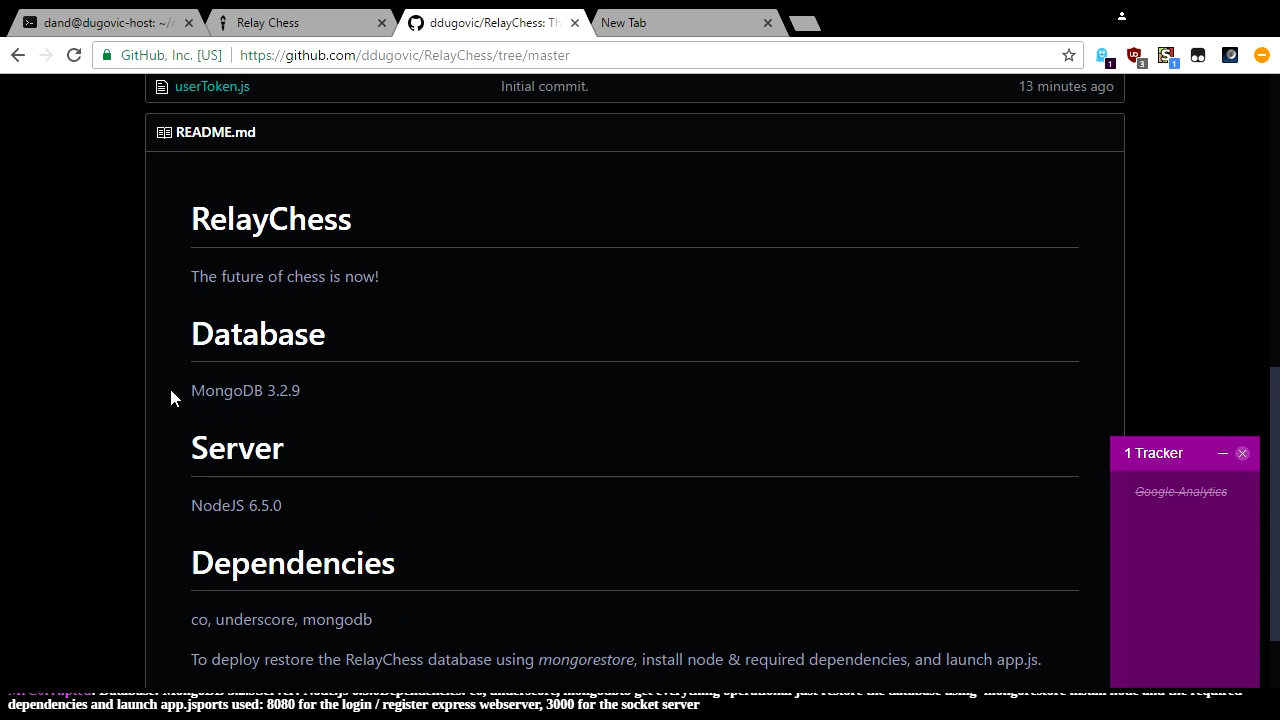 dand@dugovic-host: ~/r
Relay Chess
ddugovic/RelayChess: Th
New Tab
GitHub, Inc. [US]
https://github.com/ddugovic/RelayChess/tree/master
1
3
1
userToken.js
Initial commit.
13 minutes ago
README.md
RelayChess
The future of chess is now!
Database
MongoDB 3.2.9
Server
NodeJS 6.5.0
Dependencies
co, underscore, mongodb
To deploy restore the RelayChess database using mongorestore, install node & required dependencies, and launch app.js.
1 Tracker
Google Analytics
dependencies and launch app.jsports used: 8080 for the login / register express webserver, 3000 for the socket server